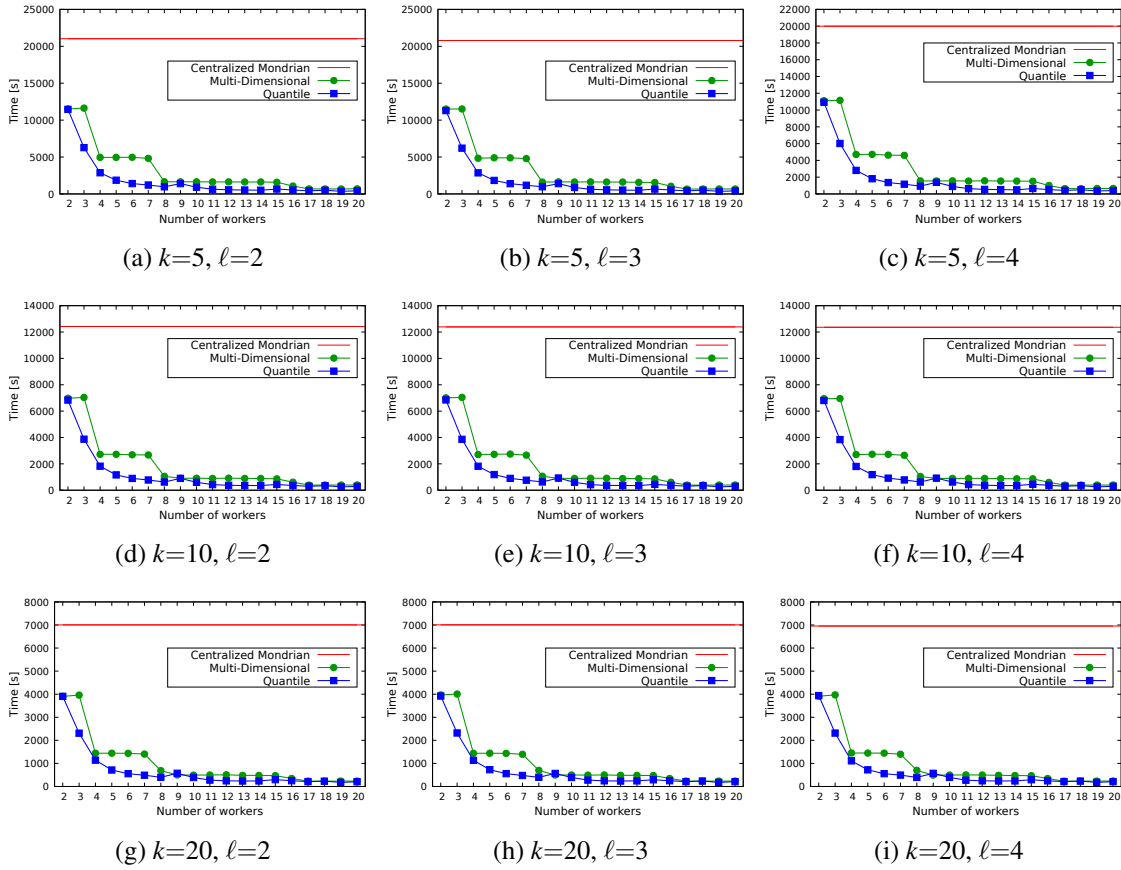 25000
20000
15000
10000
5000
0
Time [s]
Centralized Mondrian
Multi-Dimensional
Quantile
2 3 4 5 6 7 8 9 10 11 12 13 14 15 16 17 18 19 20
Number of workers
(a) k=5, ℓ=2
25000
20000
15000
10000
5000
0
Time [s]
Centralized Mondrian
Multi-Dimensional
Quantile
2 3 4 5 6 7 8 9 10 11 12 13 14 15 16 17 18 19 20
Number of workers
(b) k=5, ℓ=3
22000
20000
18000
16000
14000
12000
10000
8000
6000
4000
2000
0
Time [s]
Centralized Mondrian
Multi-Dimensional
Quantile
2 3 4 5 6 7 8 9 10 11 12 13 14 15 16 17 18 19 20
Number of workers
(c) k=5, ℓ=4
14000
12000
10000
8000
6000
4000
2000
0
Time [s]
Centralized Mondrian
Multi-Dimensional
Quantile
2 3 4 5 6 7 8 9 10 11 12 13 14 15 16 17 18 19 20
Number of workers
(d) k=10, ℓ=2
14000
12000
10000
8000
6000
4000
2000
0
Time [s]
Centralized Mondrian
Multi-Dimensional
Quantile
2 3 4 5 6 7 8 9 10 11 12 13 14 15 16 17 18 19 20
Number of workers
(e) k=10, ℓ=3
14000
12000
10000
8000
6000
4000
2000
0
Time [s]
Centralized Mondrian
Multi-Dimensional
Quantile
2 3 4 5 6 7 8 9 10 11 12 13 14 15 16 17 18 19 20
Number of workers
(f) k=10, ℓ=4
8000
7000
6000
5000
4000
3000
2000
1000
0
Time [s]
Centralized Mondrian
Multi-Dimensional
Quantile
2 3 4 5 6 7 8 9 10 11 12 13 14 15 16 17 18 19 20
Number of workers
(g) k=20, ℓ=2
8000
7000
6000
5000
4000
3000
2000
1000
0
Time [s]
Centralized Mondrian
Multi-Dimensional
Quantile
2 3 4 5 6 7 8 9 10 11 12 13 14 15 16 17 18 19 20
Number of workers
(h) k=20, ℓ=3
8000
7000
6000
5000
4000
3000
2000
1000
0
Time [s]
Centralized Mondrian
Multi-Dimensional
Quantile
2 3 4 5 6 7 8 9 10 11 12 13 14 15 16 17 18 19 20
Number of workers
(i) k=20, ℓ=4